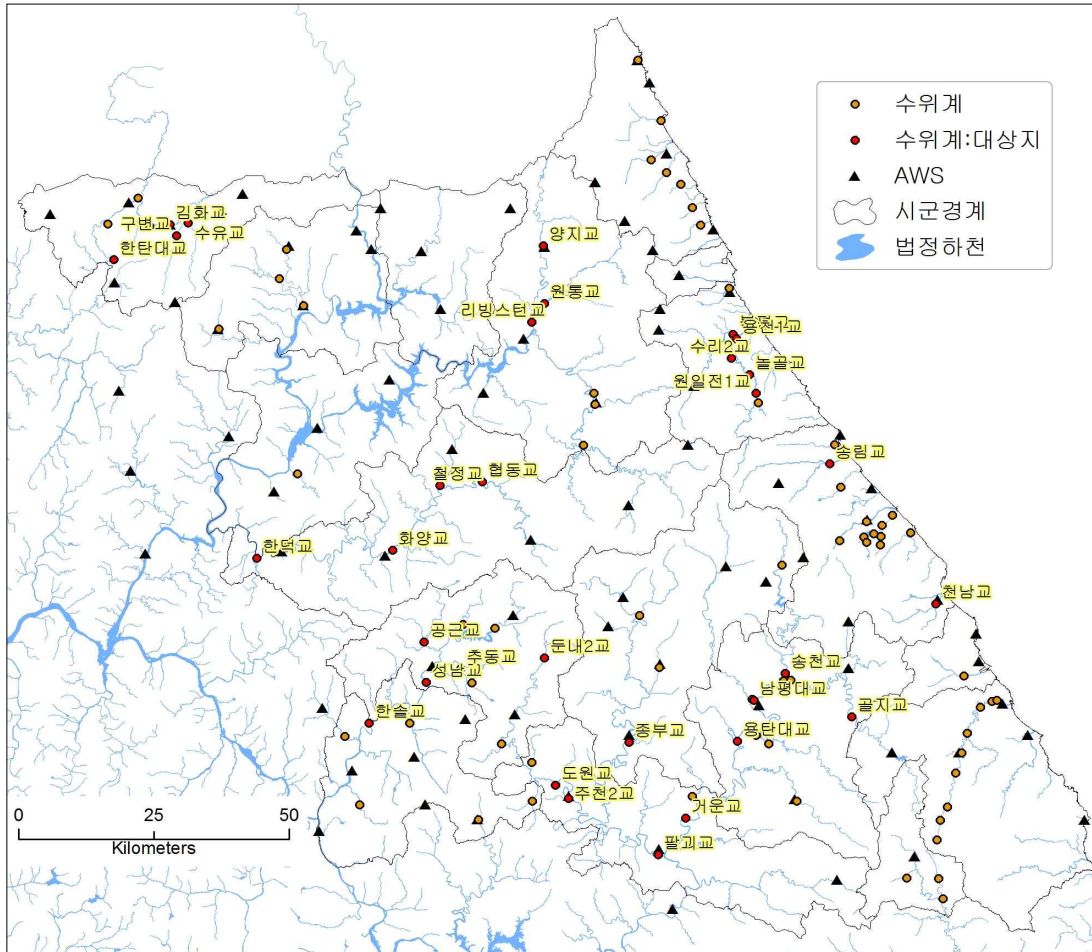 수위계
수위계:대상지
AWS
시군경계
법정하천
김화교
구변교
수유교
한탄대교
양지교
원통교
리빙스턴교
용천1교
수리2교
놀골교
원일전1교
송림교
철정교
협동교
화양교
한덕교
천남교
공근교
추동교
둔내2교
성남교
송천교
남평대교
한솔교
골지교
종부교
용탄대교
도원교
주천2교
거운교
팔괴교
0 25 50
Kilometers